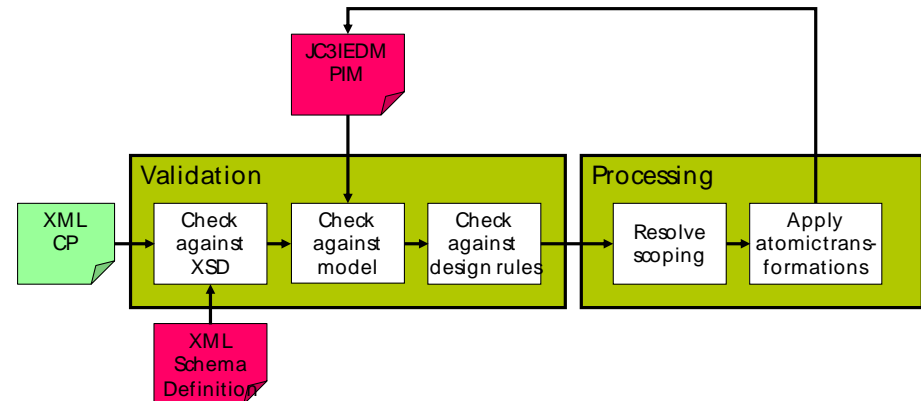 JC3IEDM
PIM
Validation
Processing
XML
CP
Check
against
XSD
Check
against
model
Check
against
design rules
Resolve
scoping
Apply
atomictrans-
formations
XML
Schema
Definition